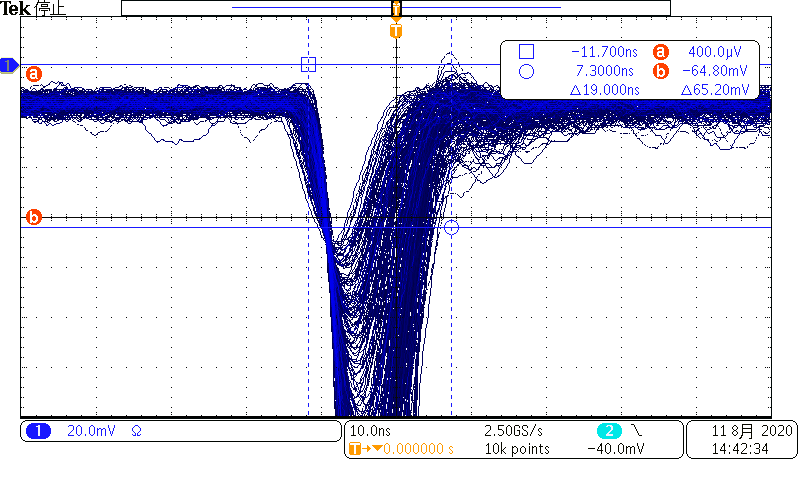 Tek 停止
T
T
1
a
□ -11.700ns a 400.0μV
○ 7.3000ns b -64.80mV
Δ19.000ns Δ65.20mV
b
1 20.0mV Ω
10.0ns 2.50GS/s 2 ╲
T→▼0.000000 s 10k points -40.0mV
11 8月 2020
14:42:34